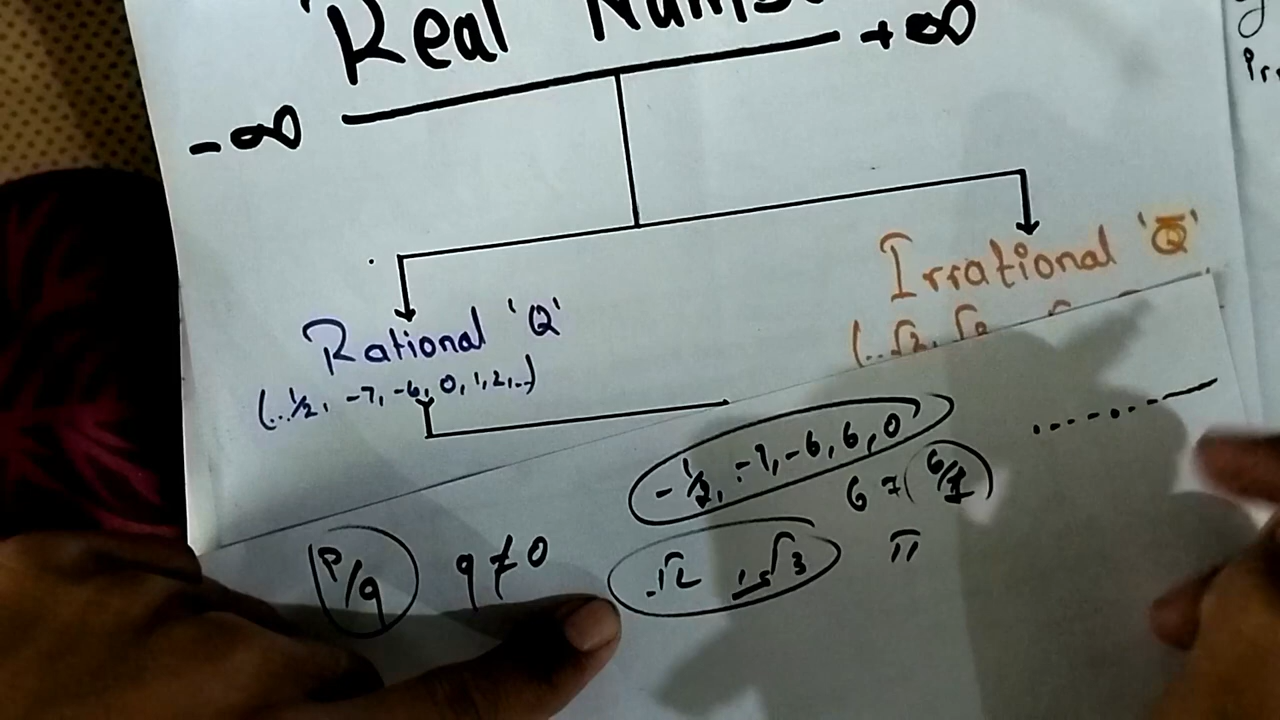 Real
-∞ +∞
Irrational 'Q̅'
Rational 'Q'
(..√2,
(..½, -7, -6, 0, 1, 2,..)
-½, -7, -6, 6, 0
6 → (6/1)
P/q q≠0 √2, √3 π